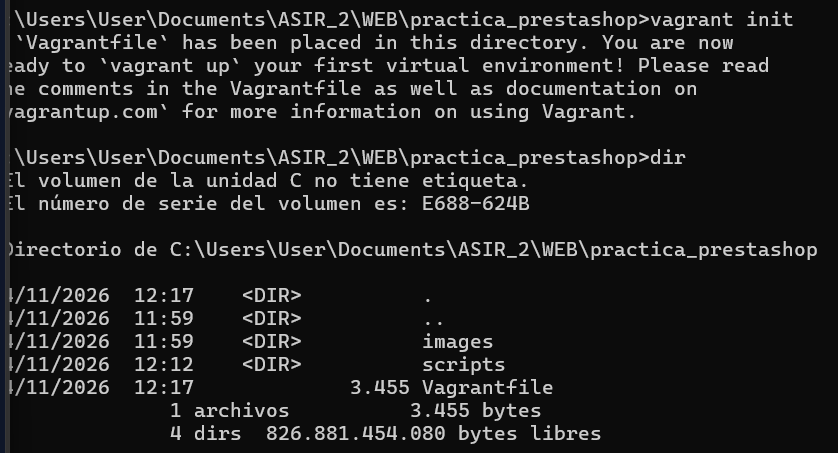 :\Users\User\Documents\ASIR_2\WEB\practica_prestashop>vagrant init
`Vagrantfile` has been placed in this directory. You are now
eady to `vagrant up` your first virtual environment! Please read
he comments in the Vagrantfile as well as documentation on
vagrantup.com` for more information on using Vagrant.
:\Users\User\Documents\ASIR_2\WEB\practica_prestashop>dir
El volumen de la unidad C no tiene etiqueta.
El número de serie del volumen es: E688-624B
Directorio de C:\Users\User\Documents\ASIR_2\WEB\practica_prestashop
4/11/2026  12:17    <DIR>          .
4/11/2026  11:59    <DIR>          ..
4/11/2026  11:59    <DIR>          images
4/11/2026  12:12    <DIR>          scripts
4/11/2026  12:17             3.455 Vagrantfile
1 archivos          3.455 bytes
4 dirs  826.881.454.080 bytes libres